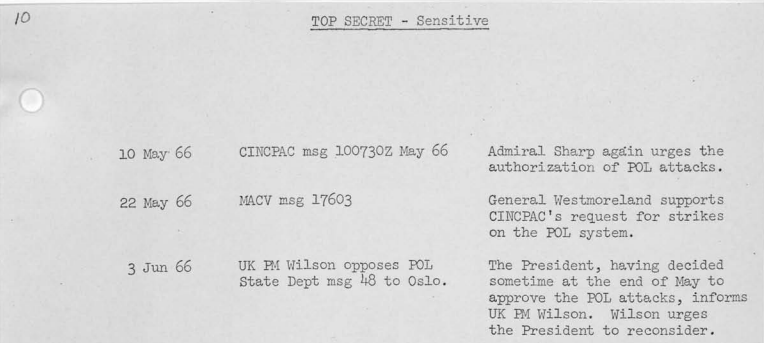 10
TOP SECRET - Sensitive
10 May 66 CINCPAC msg 100730Z May 66 Admiral Sharp again urges the
authorization of POL attacks.
22 May 66 MACV msg 17603 General Westmoreland supports
CINCPAC's request for strikes
on the POL system.
3 Jun 66 UK PM Wilson opposes POL The President, having decided
State Dept msg 48 to Oslo. sometime at the end of May to
approve the POL attacks, informs
UK PM Wilson. Wilson urges
the President to reconsider.